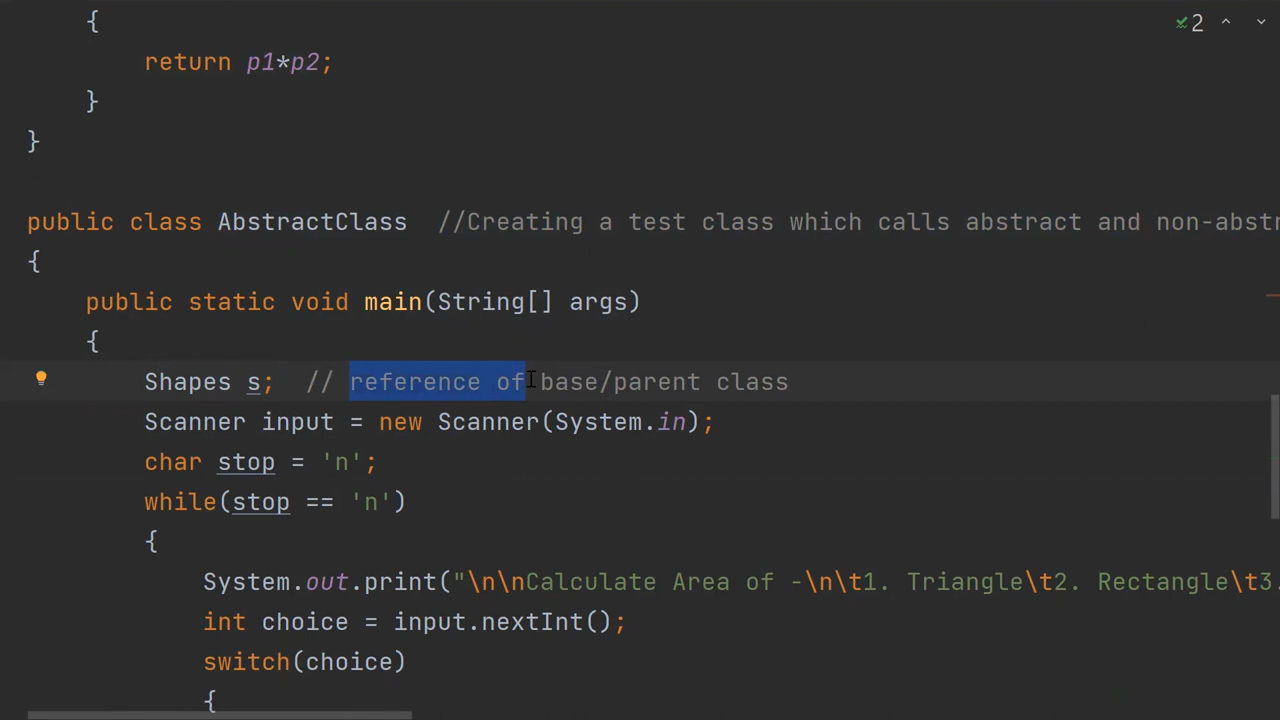 {
return p1*p2;
}
}
2
public class AbstractClass //Creating a test class which calls abstract and non-abst
{
public static void main(String[] args)
{
Shapes s; // reference of base/parent class
Scanner input = new Scanner(System.in);
char stop = 'n';
while(stop == 'n')
{
System.out.print("\n\nCalculate Area of -\n\t1. Triangle\t2. Rectangle\t3.
int choice = input.nextInt();
switch(choice)
{